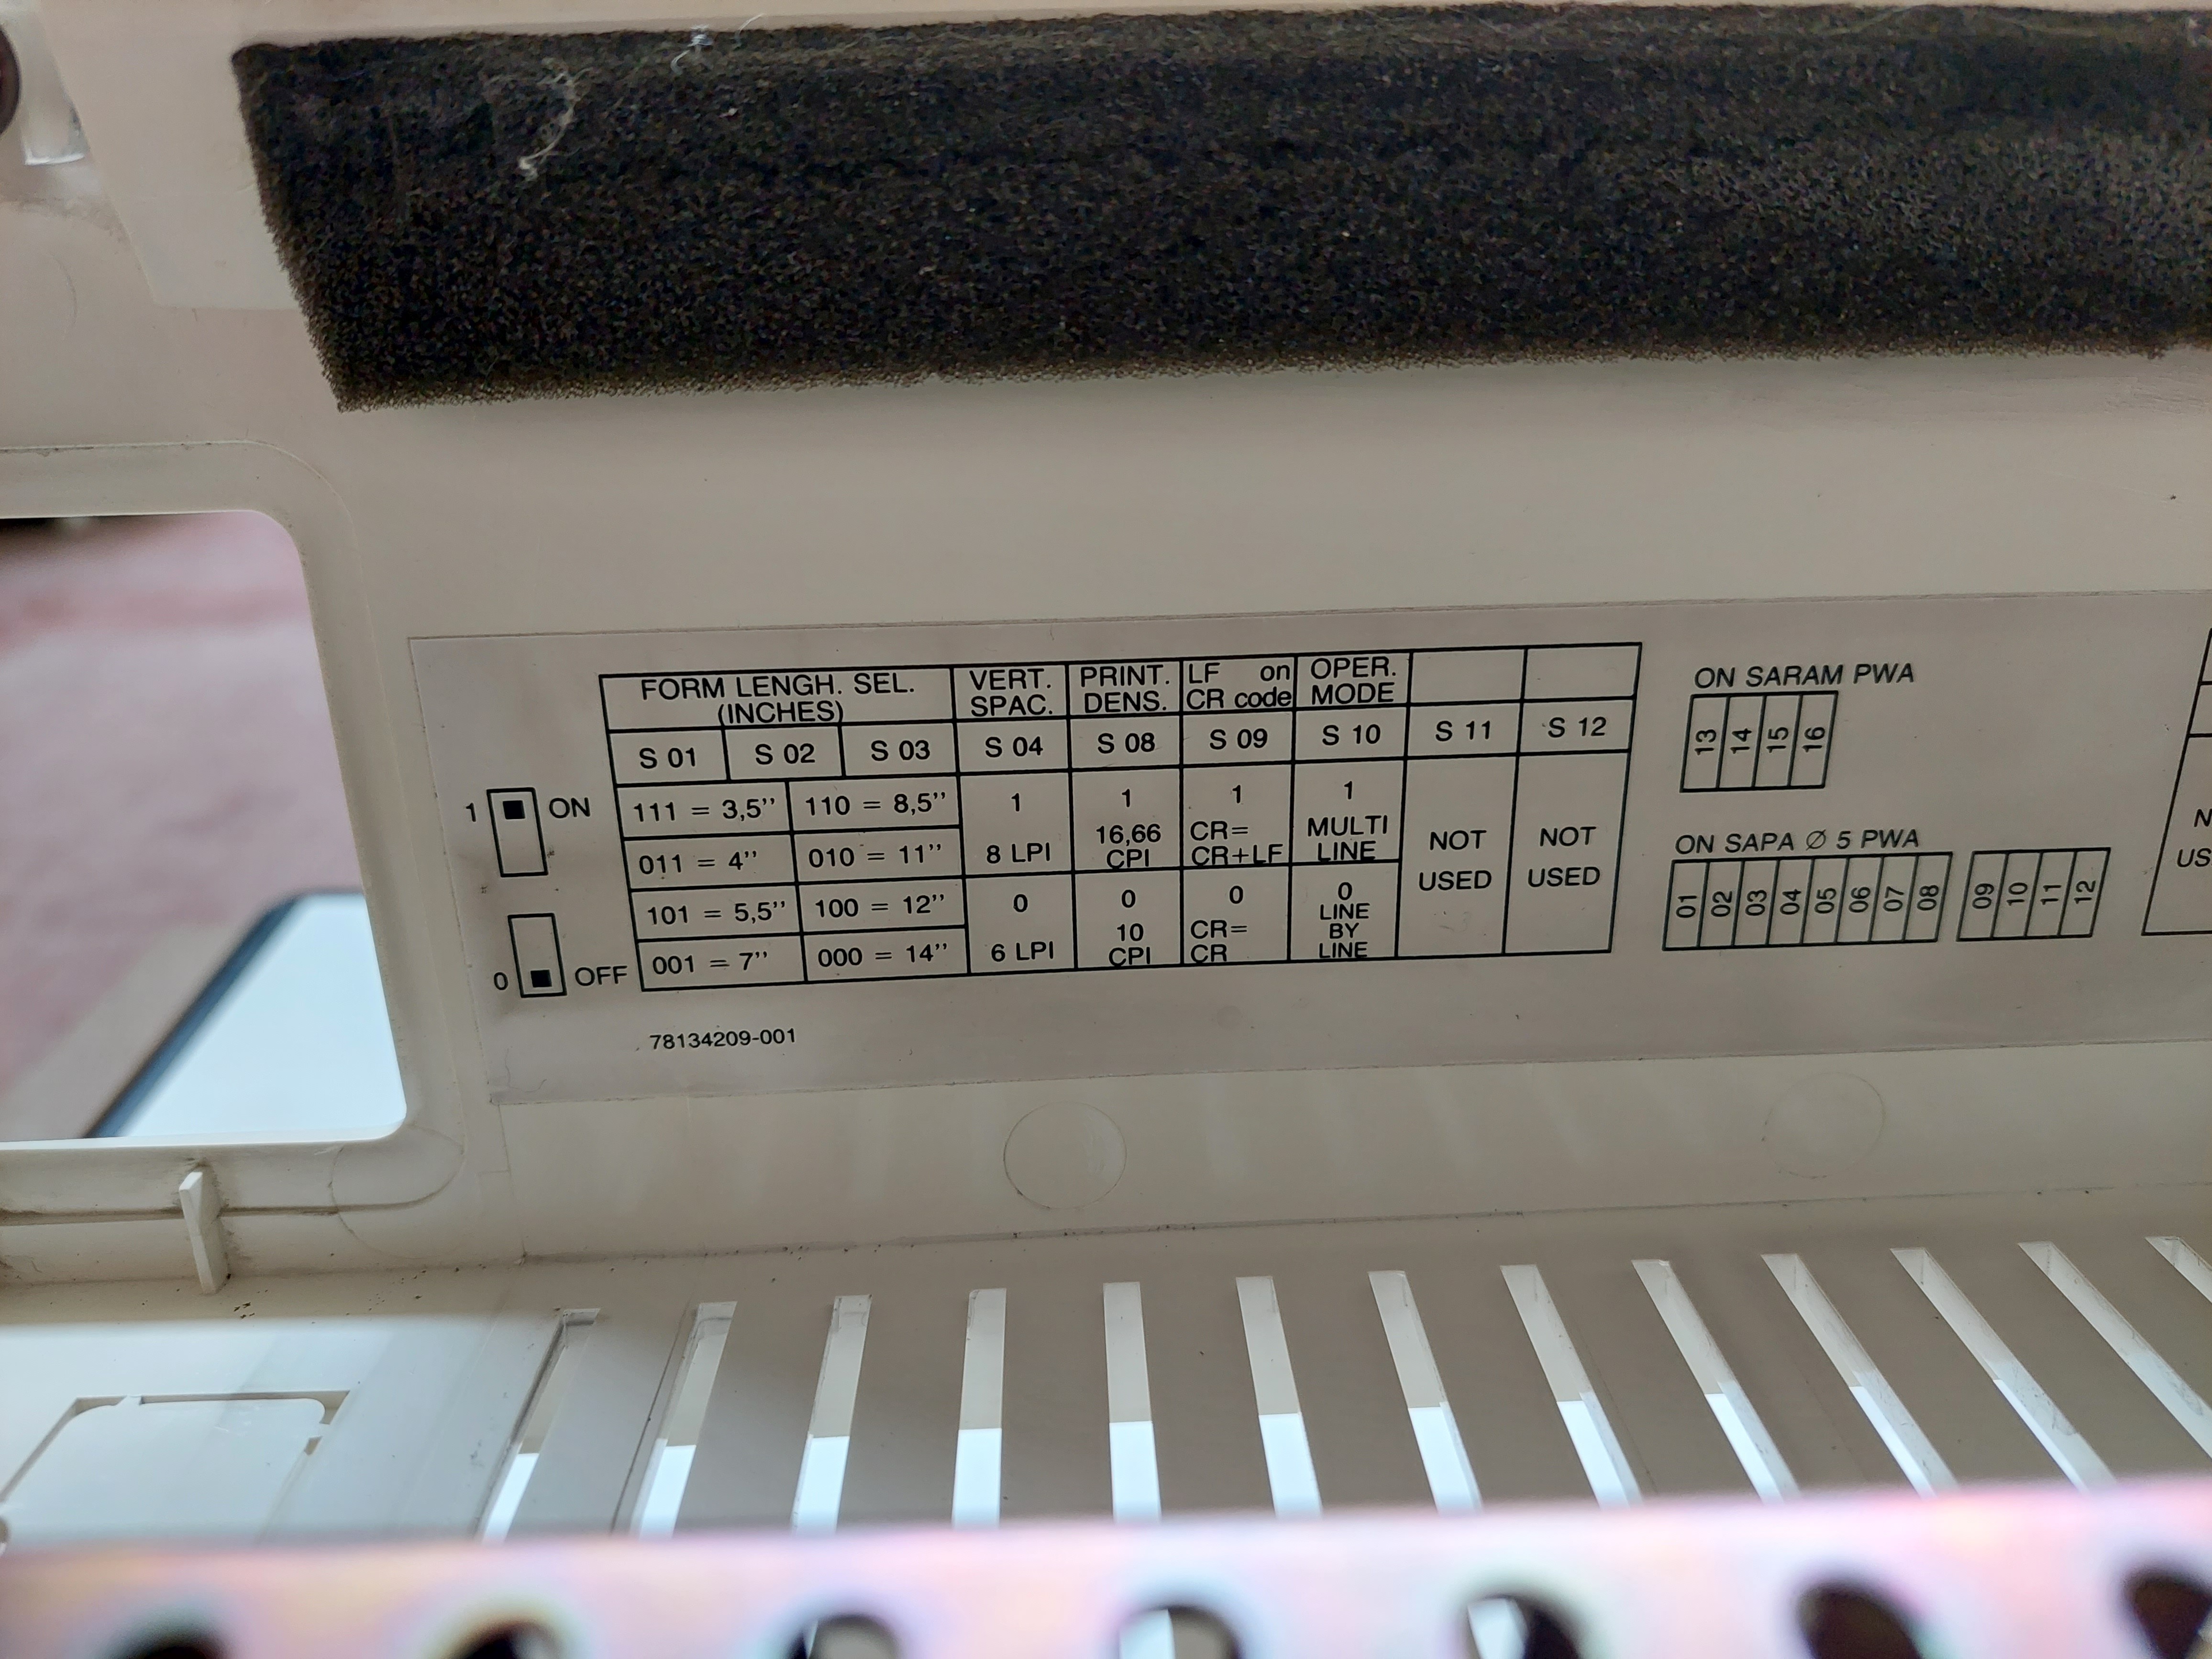 FORM LENGH. SEL.
(INCHES)
VERT.
SPAC.
PRINT.
DENS.
LF on
CR code
OPER.
MODE
S 01 S 02 S 03 S 04 S 08 S 09 S 10 S 11 S 12
1 ON
0 OFF
111 = 3,5" 110 = 8,5"
011 = 4" 010 = 11"
101 = 5,5" 100 = 12"
001 = 7" 000 = 14"
1
8 LPI
0
6 LPI
1
16,66
CPI
0
10
CPI
1
CR=
CR+LF
0
CR=
CR
1
MULTI
LINE
0
LINE
BY
LINE
NOT
USED
NOT
USED
78134209-001
ON SARAM PWA
13 14 15 16
ON SAPA Ø 5 PWA
01 02 03 04 05 06 07 08 09 10 11 12